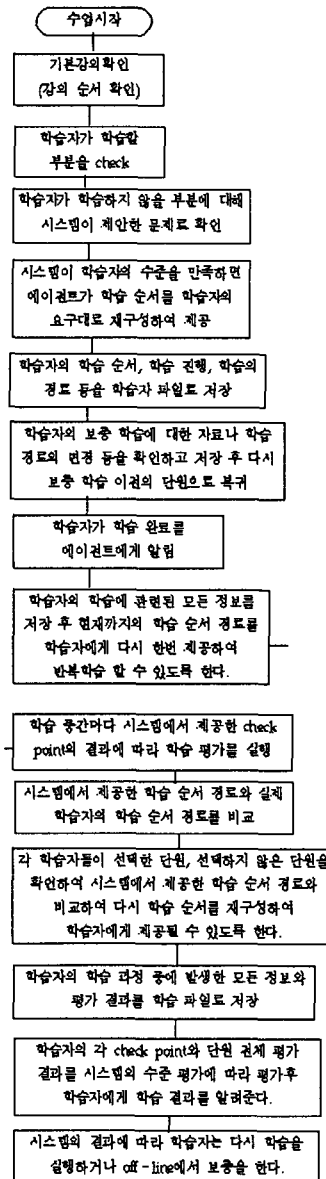 수업시작
기본강의확인
(강의 순서 확인)
학습자가 학습할
부분을 check
학습자가 학습하지 않을 부분에 대해
시스템이 제안한 문제로 확인
시스템이 학습자의 수준을 만족하면
에이전트가 학습 순서를 학습자의
요구대로 재구성하여 제공
학습자의 학습 순서, 학습 진행, 학습의
경로 등을 학습자 파일로 저장
학습자의 보충 학습에 대한 자료나 학습
경로의 변경 등을 확인하고 저장 후 다시
보충 학습 이전의 단원으로 복귀
학습자가 학습 완료를
에이전트에게 알림
학습자의 학습에 관련된 모든 정보를
저장 후 현재까지의 학습 순서 경로를
학습자에게 다시 한번 제공하여
반복학습 할 수 있도록 한다.
학습 중간마다 시스템에서 제공한 check
point의 결과에 따라 학습 평가를 실행
시스템에서 제공한 학습 순서 경로와 실제
학습자의 학습 순서 경로를 비교
각 학습자들이 선택한 단원, 선택하지 않은 단원을
확인하여 시스템에서 제공한 학습 순서 경로와
비교하여 다시 학습 순서를 재구성하여
학습자에게 제공될 수 있도록 한다.
학습자의 학습 과정 중에 발생한 모든 정보와
평가 결과를 학습 파일로 저장
학습자의 각 check point와 단원 전체 평가
결과를 시스템의 수준 평가에 따라 평가후
학습자에게 학습 결과를 알려준다.
시스템의 결과에 따라 학습자는 다시 학습을
실행하거나 off-line에서 보충을 한다.